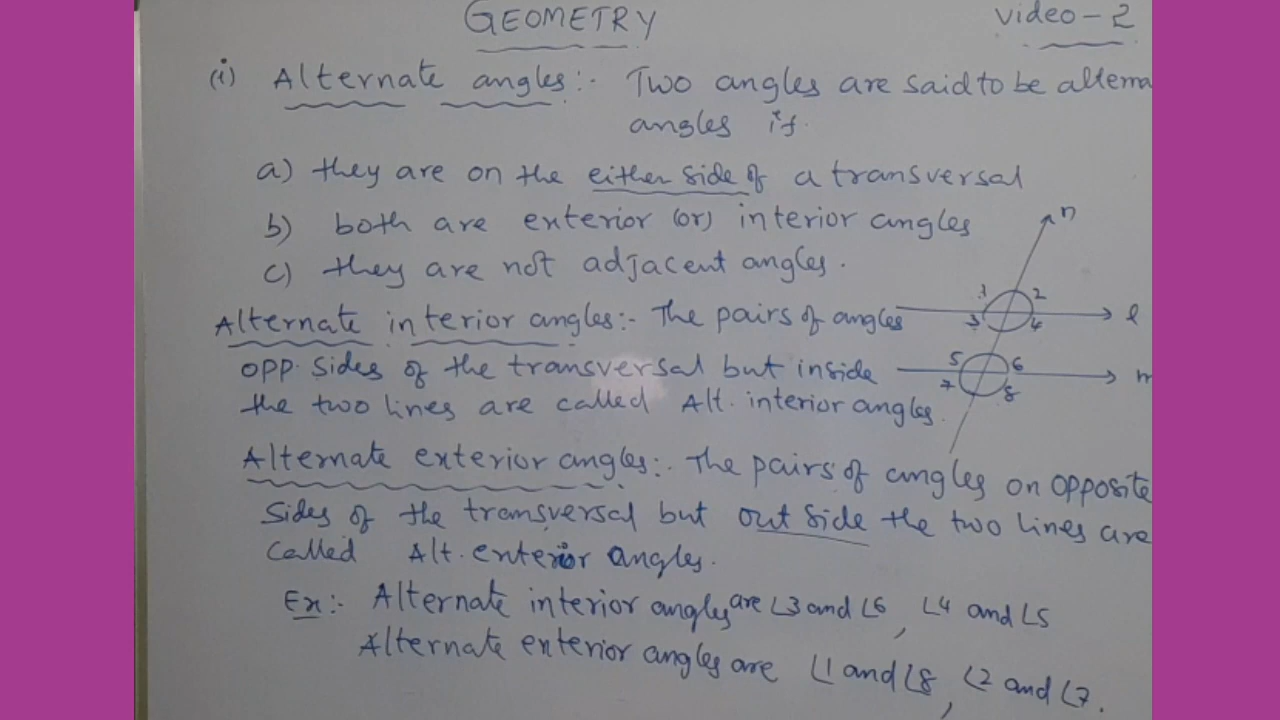 GEOMETRY
Video-2
(i) Alternate angles:- Two angles are said to be alterna
angles if
a) they are on the either side of a transversal
b) both are exterior (or) interior angles
c) they are not adjacent angles.
Alternate interior angles:- The pairs of angles
opp. sides of the transversal but inside
the two lines are called Alt. interior angles.
n
1 2
3 4
l
5 6
7 8
m
Alternate exterior angles:- The pairs of angles on opposite
sides of the transversal but out side the two lines are
called Alt. exterior angles.
Ex:- Alternate interior angles are ∠3 and ∠6, ∠4 and ∠5
Alternate exterior angles are ∠1 and ∠8, ∠2 and ∠7.